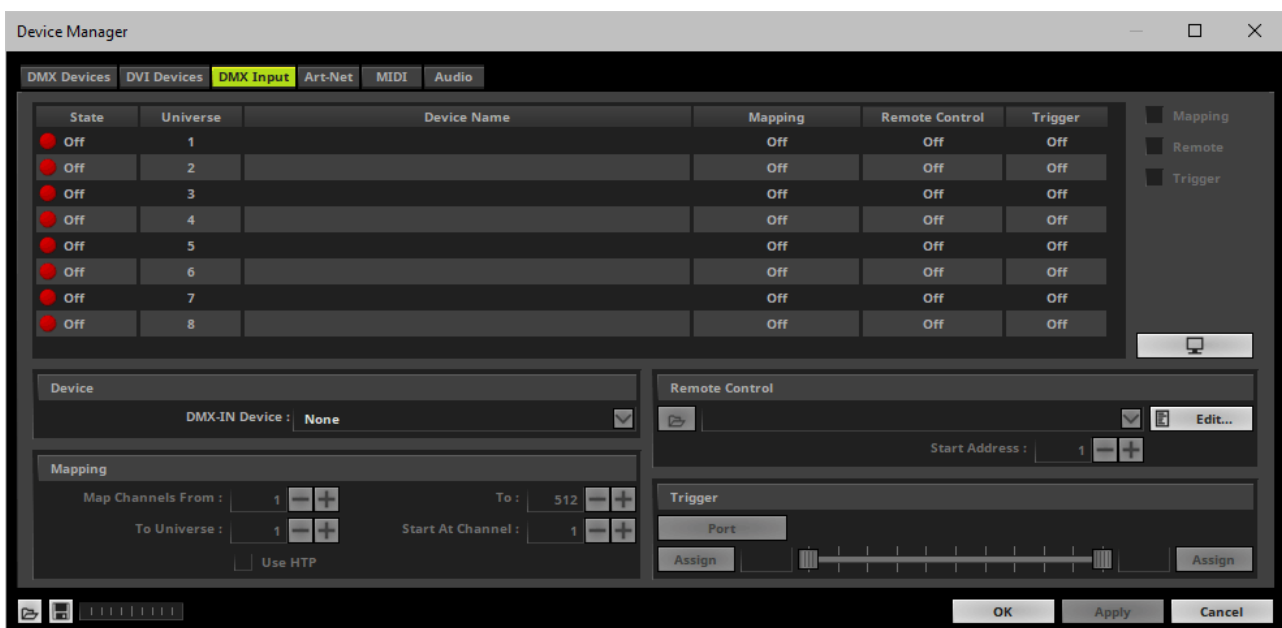 Device Manager
DMX Devices DVI Devices DMX Input Art-Net MIDI Audio
State Universe Device Name Mapping Remote Control Trigger
Off 1 Off Off Off
Off 2 Off Off Off
Off 3 Off Off Off
Off 4 Off Off Off
Off 5 Off Off Off
Off 6 Off Off Off
Off 7 Off Off Off
Off 8 Off Off Off
Mapping
Remote
Trigger
Device
DMX-IN Device : None
Mapping
Map Channels From : 1 To : 512
To Universe : 1 Start At Channel : 1
Use HTP
Remote Control
Edit...
Start Address : 1
Trigger
Port
Assign Assign
OK Apply Cancel